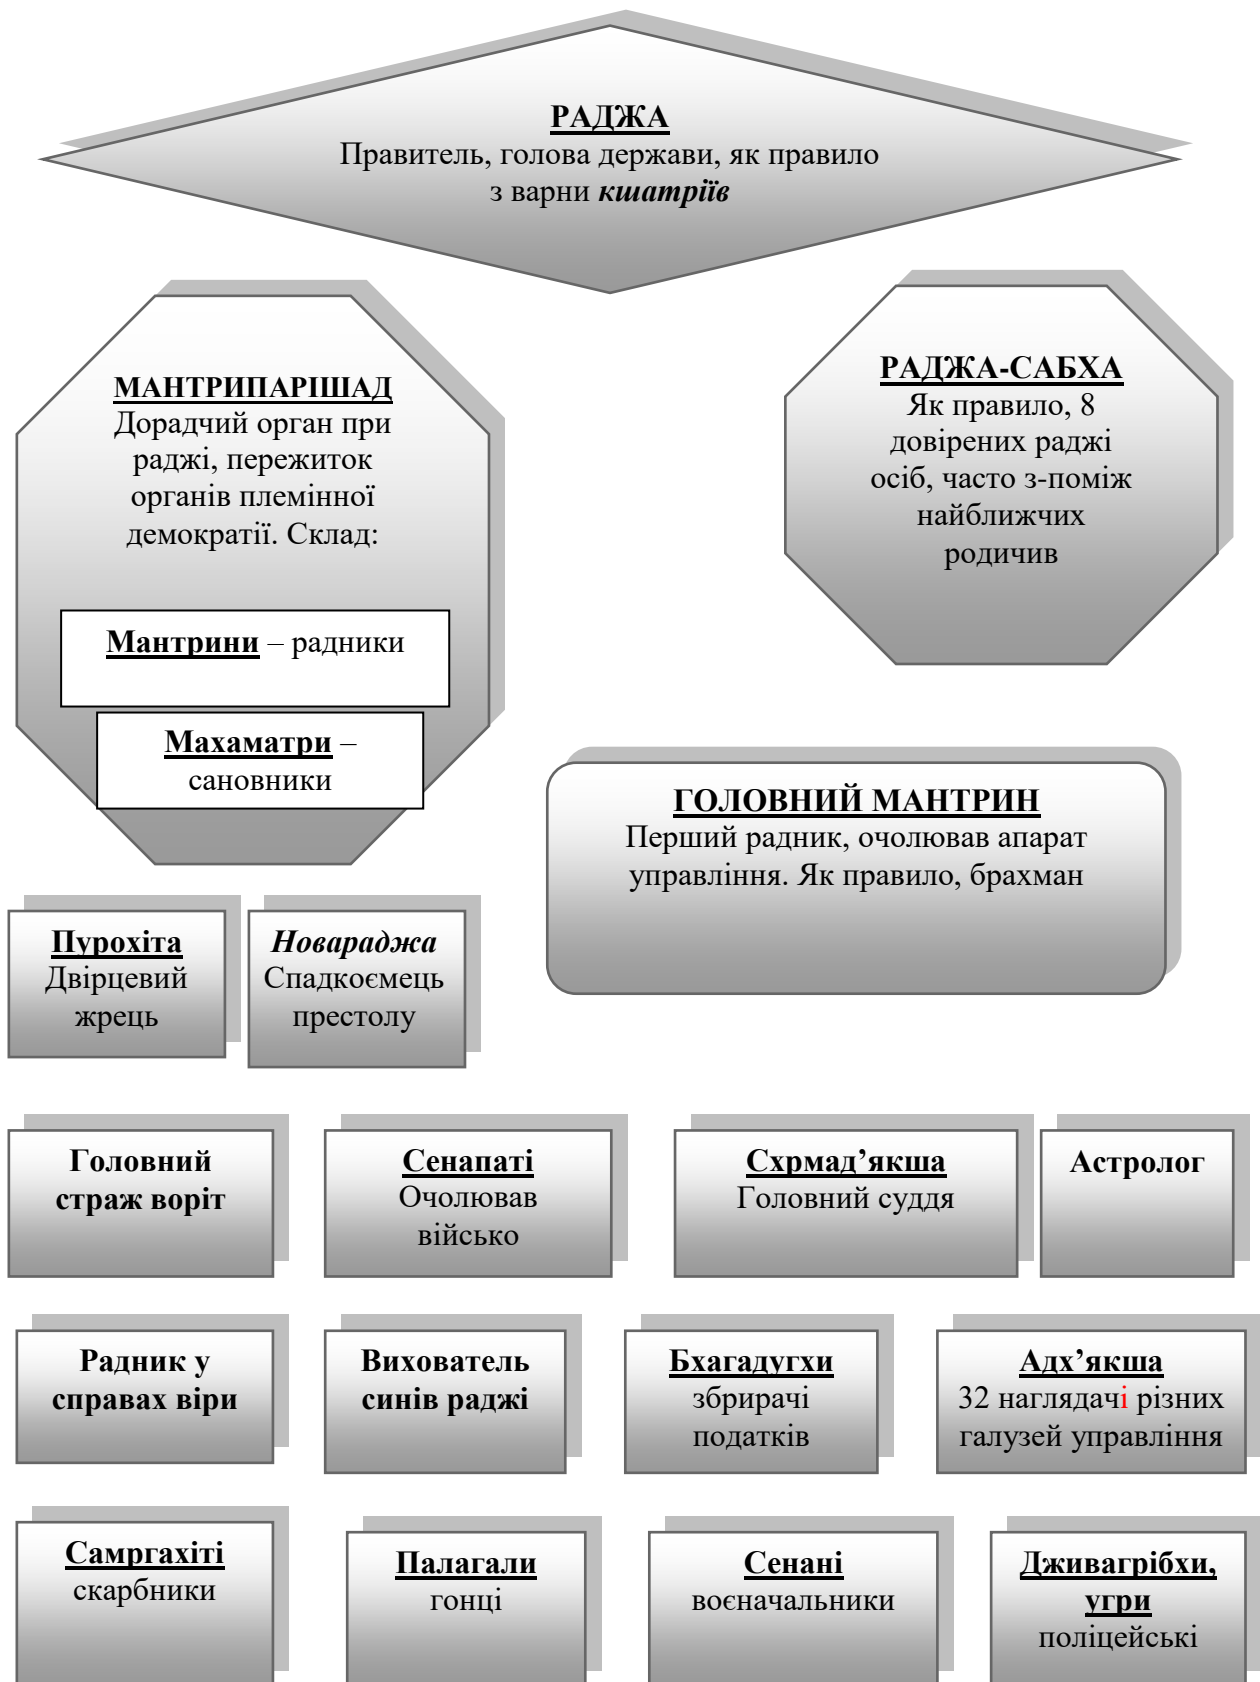 РАДЖА
Правитель, голова держави, як правило
з варни кшатріїв
МАНТРИПАРІШАД
Дорадчий орган при
раджі, пережиток
органів племінної
демократії. Склад:
Мантрини – радники
Махаматри –
сановники
РАДЖА-САБХА
Як правило, 8
довірених раджі
осіб, часто з-поміж
найближчих
родичив
ГОЛОВНИЙ МАНТРИН
Перший радник, очолював апарат
управління. Як правило, брахман
Пурохіта
Двірцевий
жрець
Новараджа
Спадкоємець
престолу
Головний
страж воріт
Сенапаті
Очолював
військо
Схрмад’якша
Головний суддя
Астролог
Радник у
справах віри
Вихователь
синів раджі
Бхагадугхи
збрирачі
податків
Адх’якша
32 наглядачі різних
галузей управління
Самргахіті
скарбники
Палагали
гонці
Сенані
воєначальники
Дживагрібхи,
угри
поліцейські